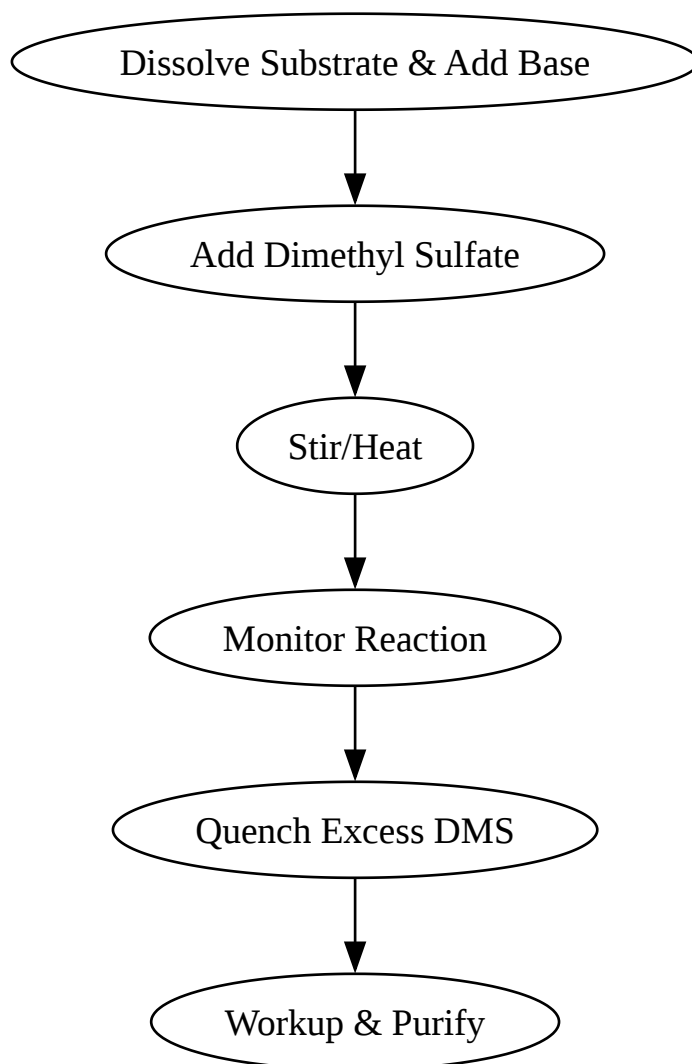 Dissolve Substrate & Add Base
Add Dimethyl Sulfate
Stir/Heat
Monitor Reaction
Quench Excess DMS
Workup & Purify